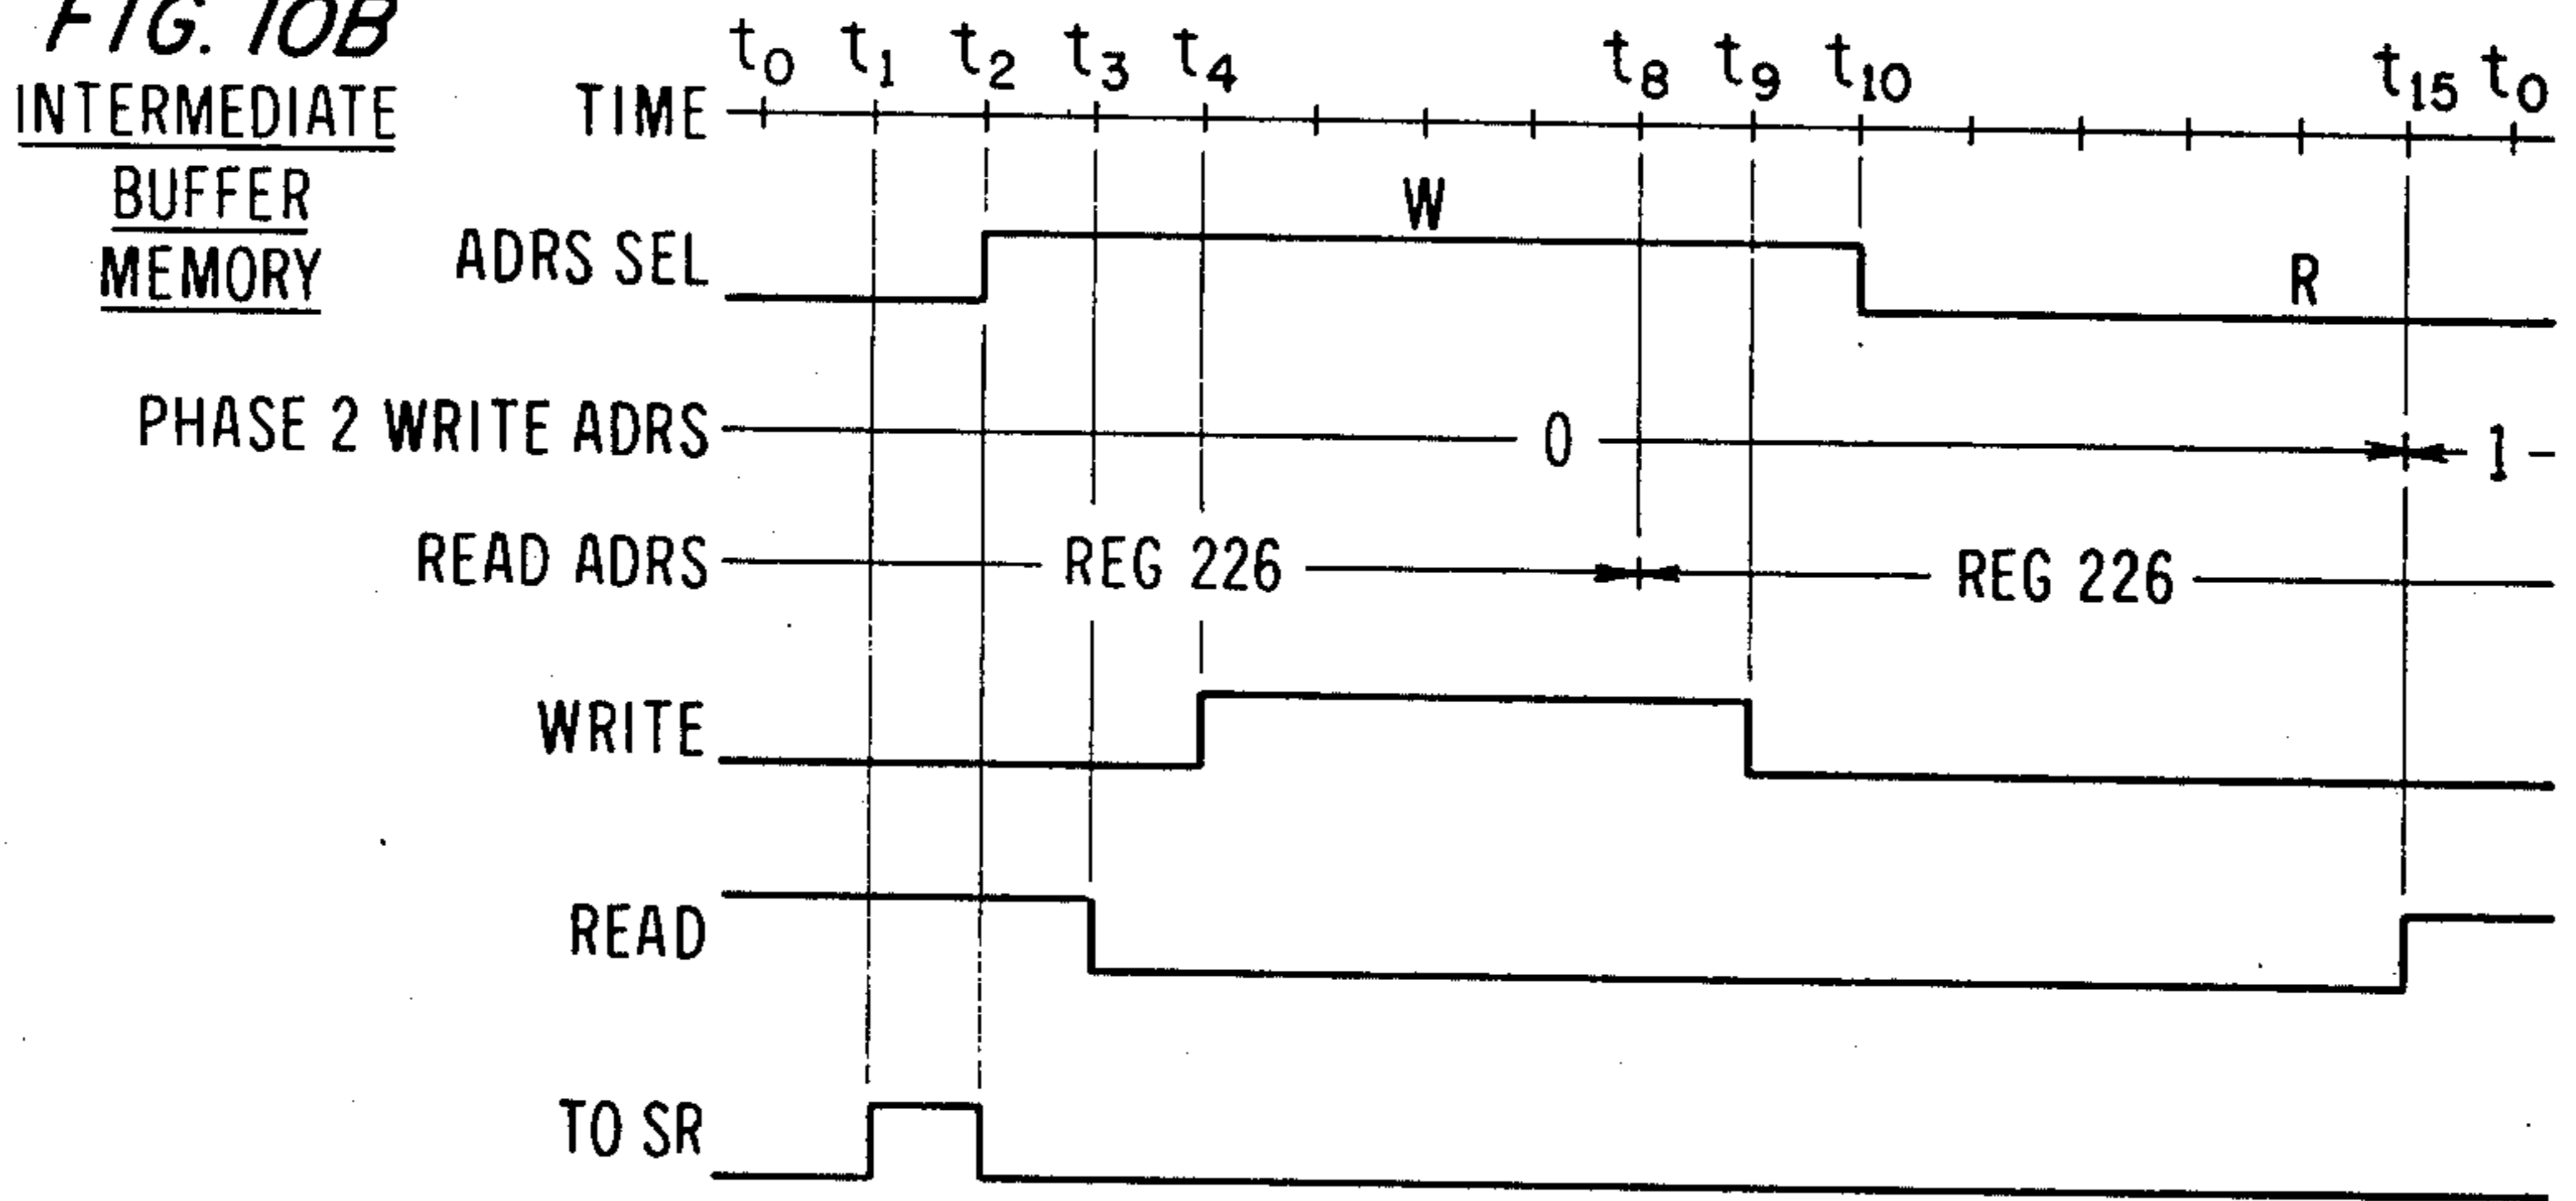 FIG. 10B
INTERMEDIATE
BUFFER
MEMORY
t0 t1 t2 t3 t4 t8 t9 t10 t15 t0
TIME
W
ADRS SEL
R
PHASE 2 WRITE ADRS 0 1
READ ADRS REG 226 REG 226
WRITE
READ
TO SR